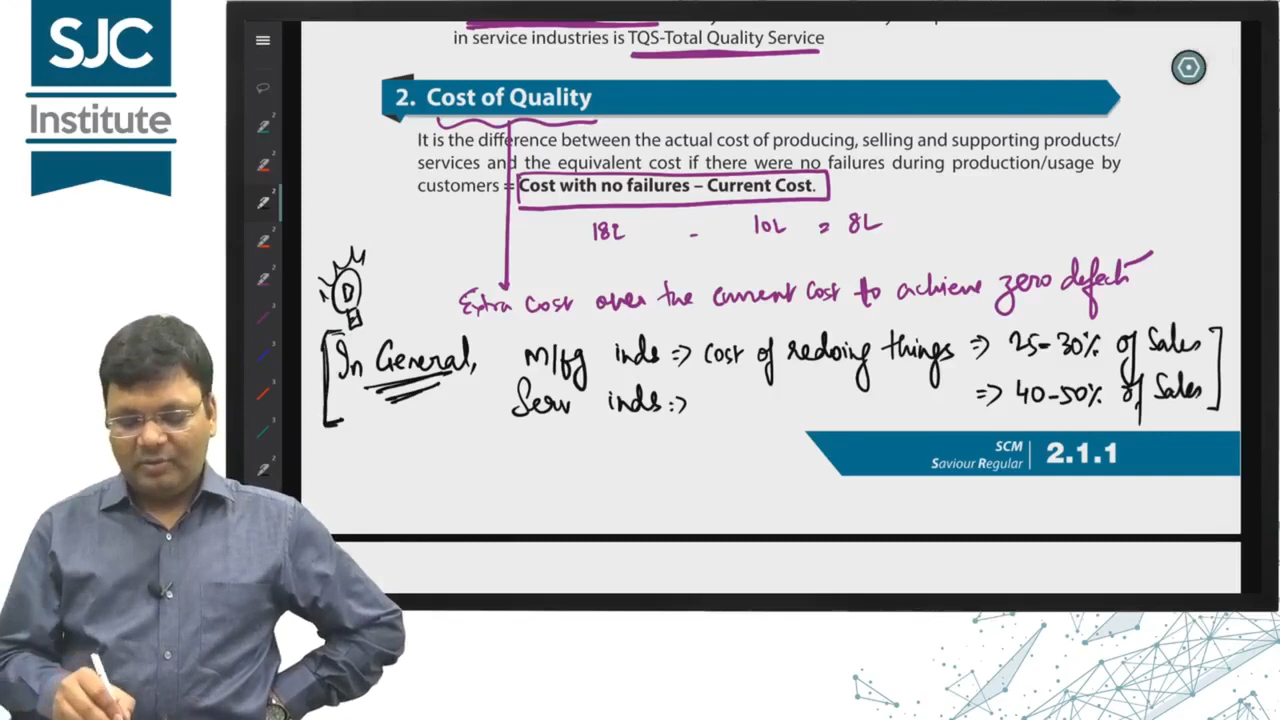 SJC
Institute
in service industries is TQS-Total Quality Service
2. Cost of Quality
It is the difference between the actual cost of producing, selling and supporting products/
services and the equivalent cost if there were no failures during production/usage by
customers = Cost with no failures – Current Cost.
18L - 10L = 8L
Extra cost over the current cost to achieve zero defect
In General, M/fg inds => cost of redoing things => 25-30% of Sales
Serv inds => => 40-50% of Sales
SCM
Saviour Regular
2.1.1